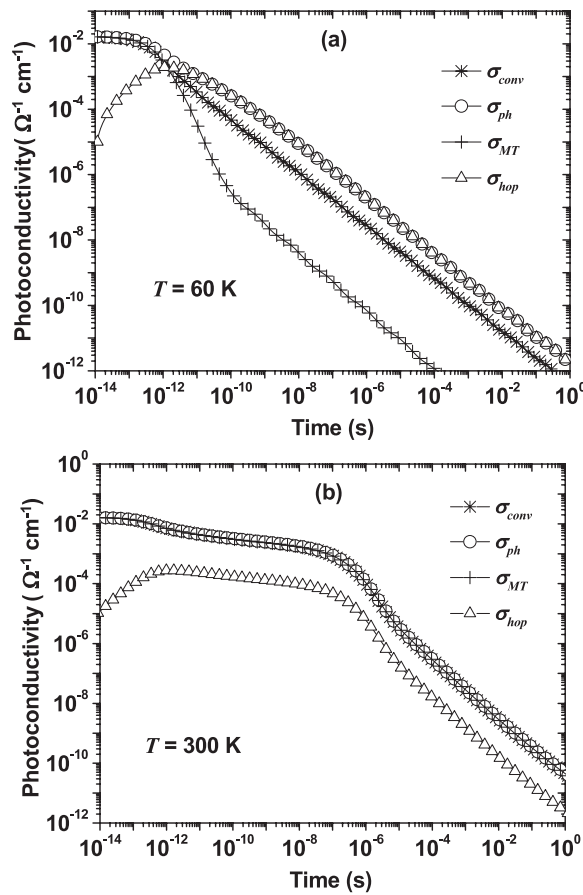 (a)
Photoconductivity( Ω⁻¹ cm⁻¹)
10⁻²
10⁻⁴
10⁻⁶
10⁻⁸
10⁻¹⁰
10⁻¹²
σconv
σph
σMT
σhop
T = 60 K
10⁻¹⁴ 10⁻¹² 10⁻¹⁰ 10⁻⁸ 10⁻⁶ 10⁻⁴ 10⁻² 10⁰
Time (s)
(b)
Photoconductivity ( Ω⁻¹ cm⁻¹)
10⁰
10⁻²
10⁻⁴
10⁻⁶
10⁻⁸
10⁻¹⁰
10⁻¹²
σconv
σph
σMT
σhop
T = 300 K
10⁻¹⁴ 10⁻¹² 10⁻¹⁰ 10⁻⁸ 10⁻⁶ 10⁻⁴ 10⁻² 10⁰
Time (s)